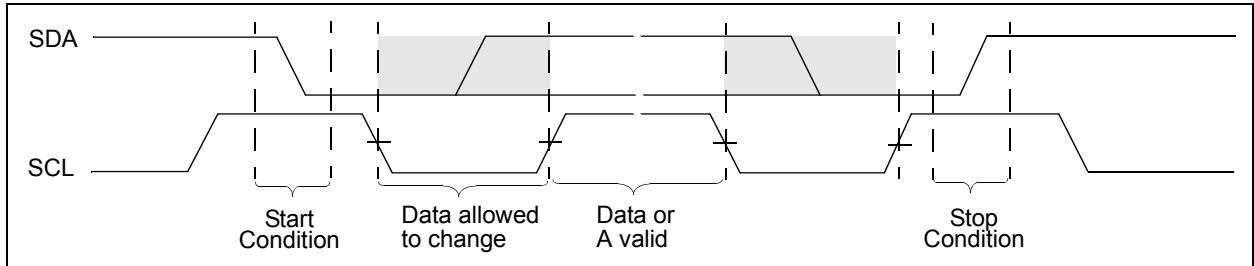 SDA
SCL
Start
Condition
Data allowed
to change
Data or
A valid
Stop
Condition